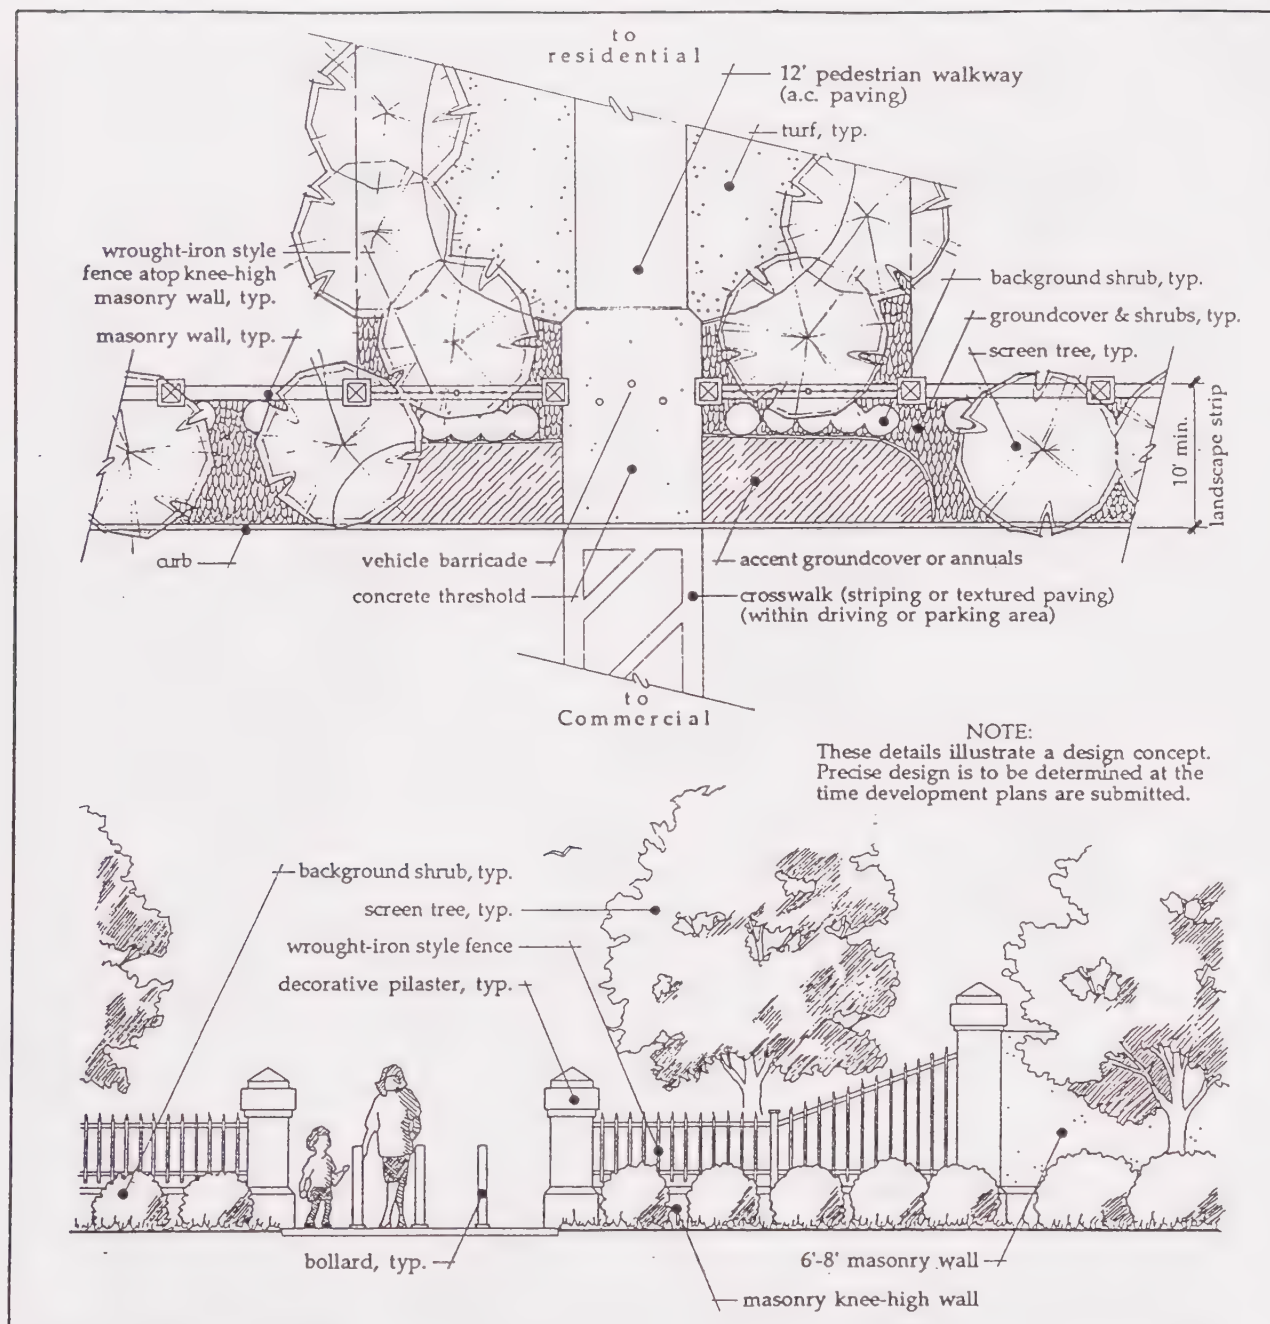 to
residential
12' pedestrian walkway
(a.c. paving)
turf, typ.
wrought-iron style
fence atop knee-high
masonry wall, typ.
masonry wall, typ.
background shrub, typ.
groundcover & shrubs, typ.
screen tree, typ.
10' min.
landscape strip
curb
vehicle barricade
concrete threshold
accent groundcover or annuals
crosswalk (striping or textured paving)
(within driving or parking area)
to
Commercial
NOTE:
These details illustrate a design concept.
Precise design is to be determined at the
time development plans are submitted.
background shrub, typ.
screen tree, typ.
wrought-iron style fence
decorative pilaster, typ.
bollard, typ.
6'-8' masonry wall
masonry knee-high wall